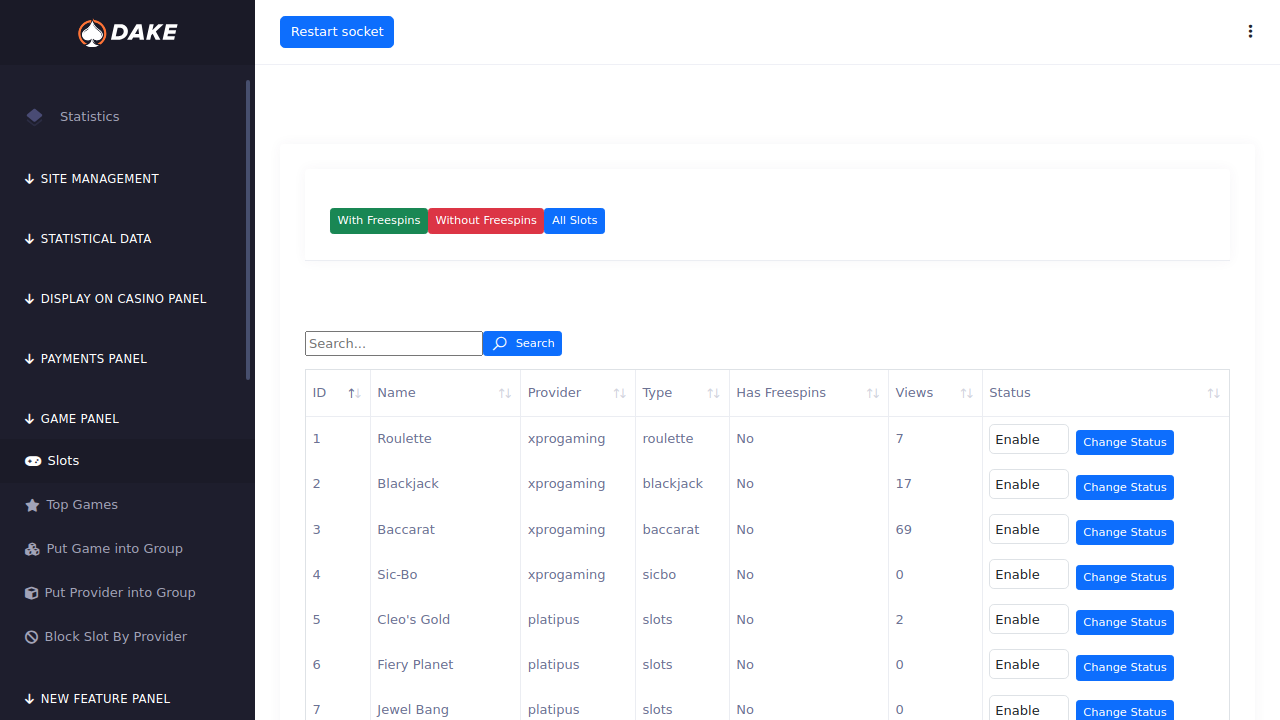 DAKE
Restart socket
Statistics
SITE MANAGEMENT
STATISTICAL DATA
DISPLAY ON CASINO PANEL
PAYMENTS PANEL
GAME PANEL
Slots
Top Games
Put Game into Group
Put Provider into Group
Block Slot By Provider
NEW FEATURE PANEL
With Freespins Without Freespins All Slots
Search... Search
ID Name Provider Type Has Freespins Views Status
1 Roulette xprogaming roulette No 7 Enable Change Status
2 Blackjack xprogaming blackjack No 17 Enable Change Status
3 Baccarat xprogaming baccarat No 69 Enable Change Status
4 Sic-Bo xprogaming sicbo No 0 Enable Change Status
5 Cleo's Gold platipus slots No 2 Enable Change Status
6 Fiery Planet platipus slots No 0 Enable Change Status
7 Jewel Bang platipus slots No 0 Enable Change Status